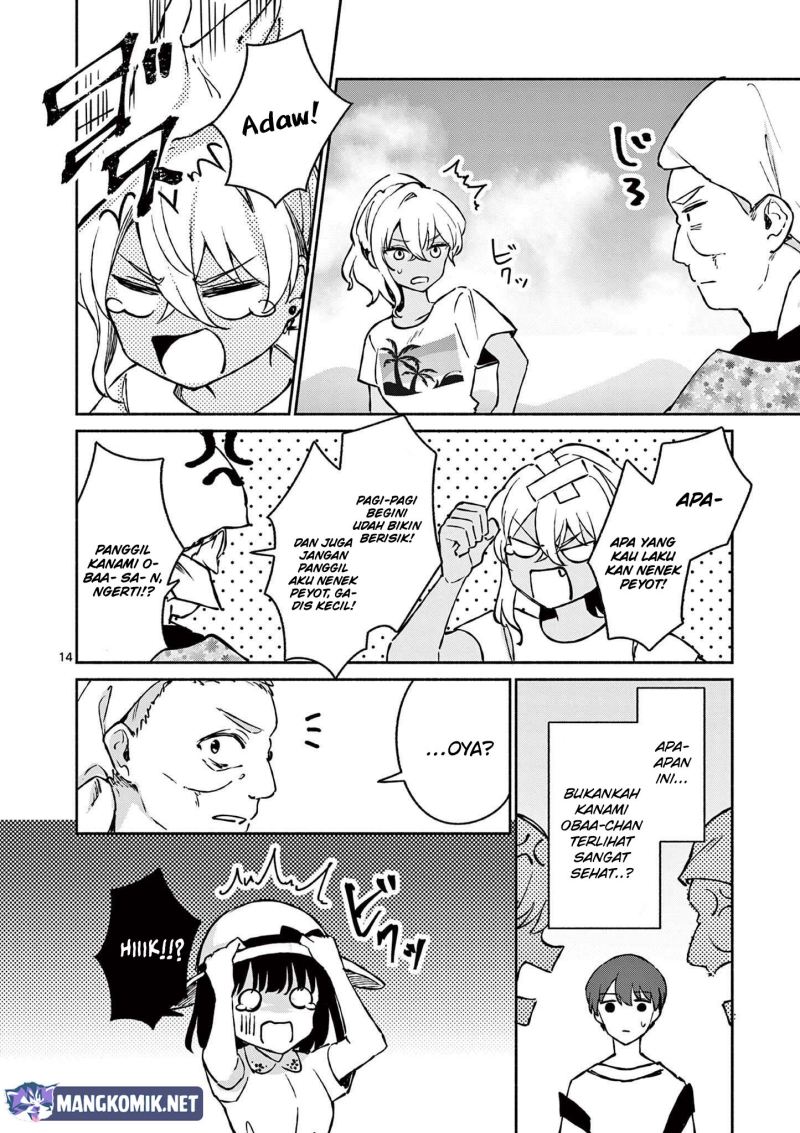 じろ
ビクッ
Adaw!
APA-
APA YANG
KAU LAKU
KAN NENEK
PEYOT!
PAGI-PAGI
BEGINI
UDAH BIKIN
BERISIK!
DAN JUGA
JANGAN
PANGGIL
AKU NENEK
PEYOT, GA-
DIS KECIL!
PANGGIL
KANAMI O-
BAA- SA- N,
NGERTI!?
14
APA-
APAN
INI...
BUKANKAH
KANAMI
OBAA-CHAN
TERLIHAT
SANGAT
SEHAT..?
...OYA?
ビクッ
HIIIK!!?
MANGKOMIK.NET